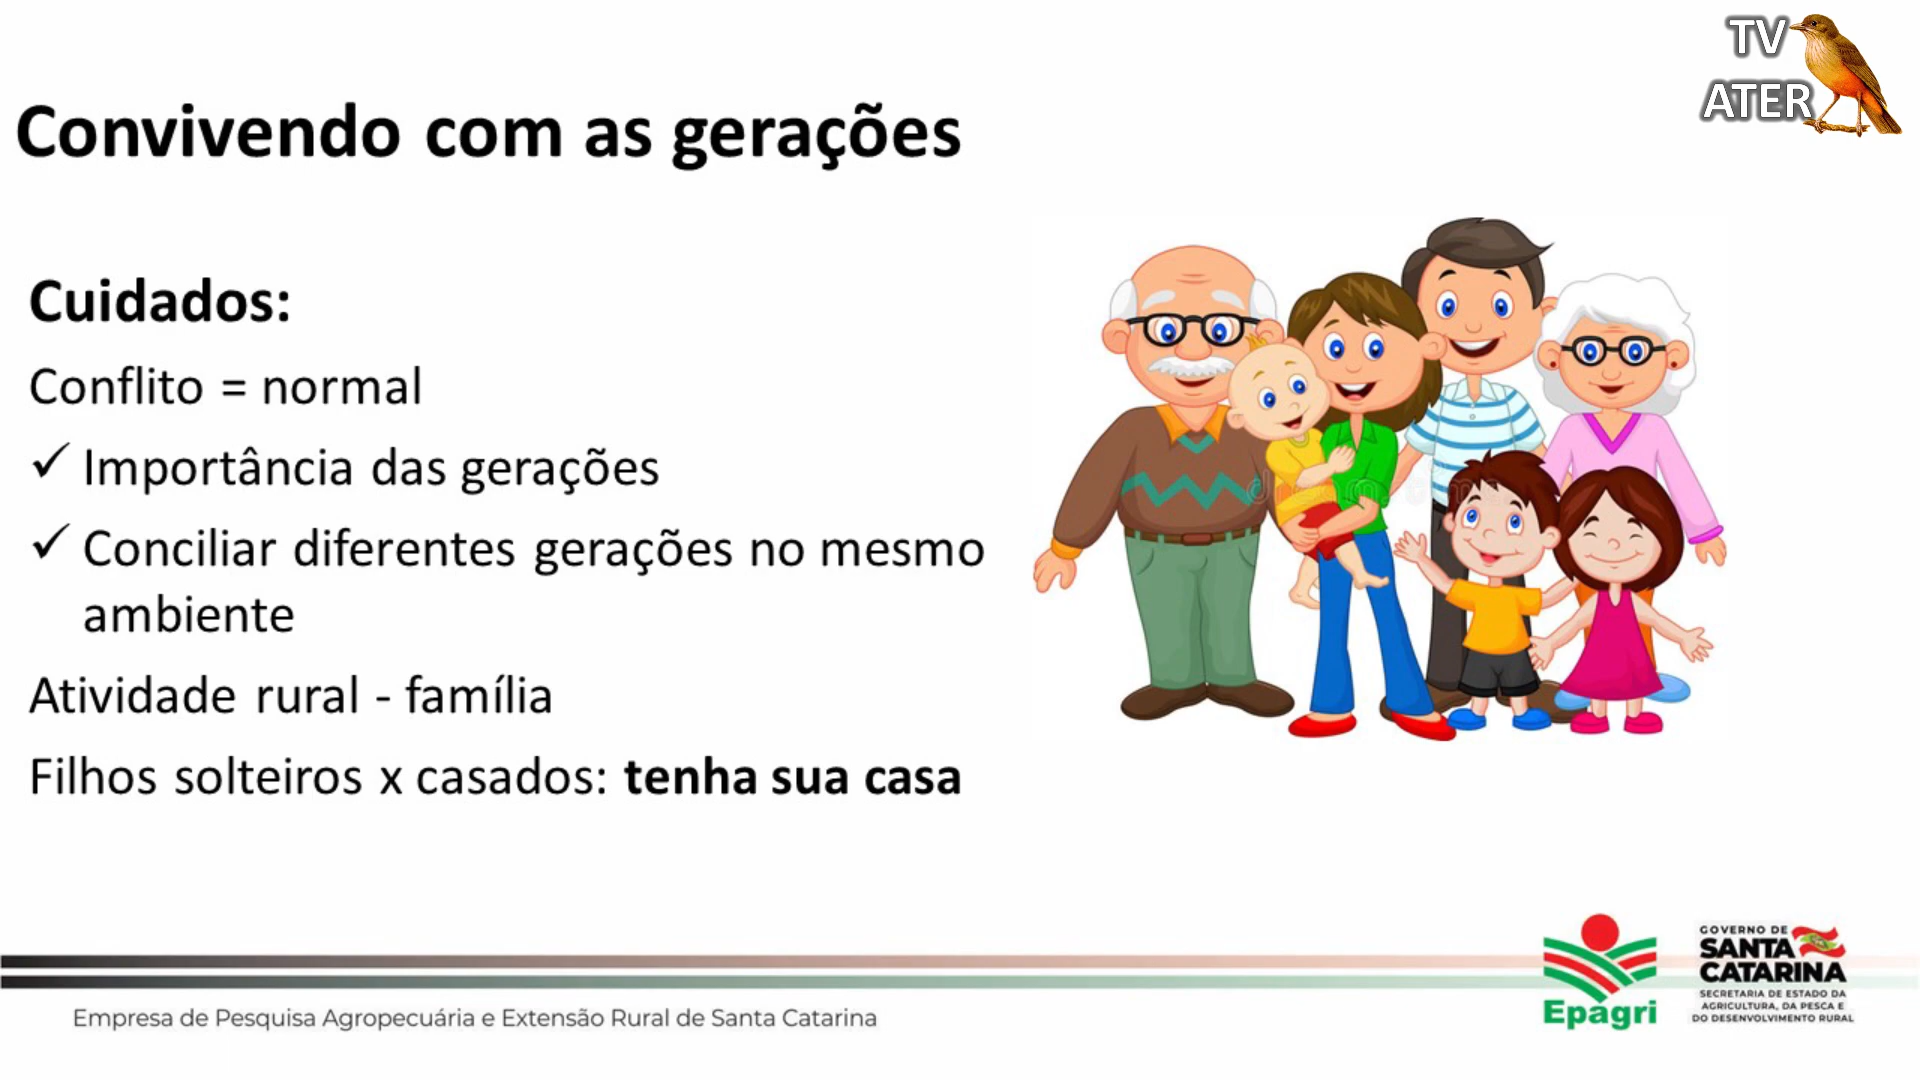 TV
ATER
Convivendo com as gerações
Cuidados:
Conflito = normal
✓ Importância das gerações
✓ Conciliar diferentes gerações no mesmo
ambiente
Atividade rural - família
Filhos solteiros x casados: tenha sua casa
Empresa de Pesquisa Agropecuária e Extensão Rural de Santa Catarina
Epagri
GOVERNO DE
SANTA
CATARINA
SECRETARIA DE ESTADO DA
AGRICULTURA, DA PESCA E
DO DESENVOLVIMENTO RURAL